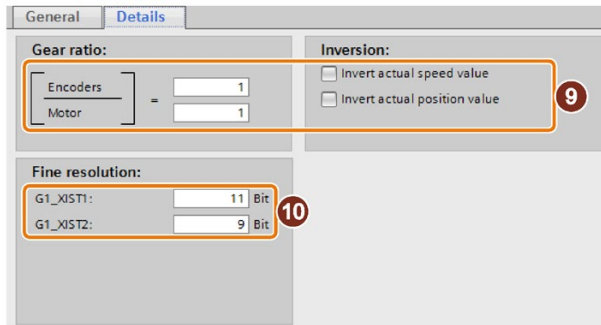 General Details
Gear ratio:
Encoders
Motor
=
1
1
Inversion:
Invert actual speed value
Invert actual position value
9
Fine resolution:
G1_XIST1: 11 Bit
G1_XIST2: 9 Bit
10